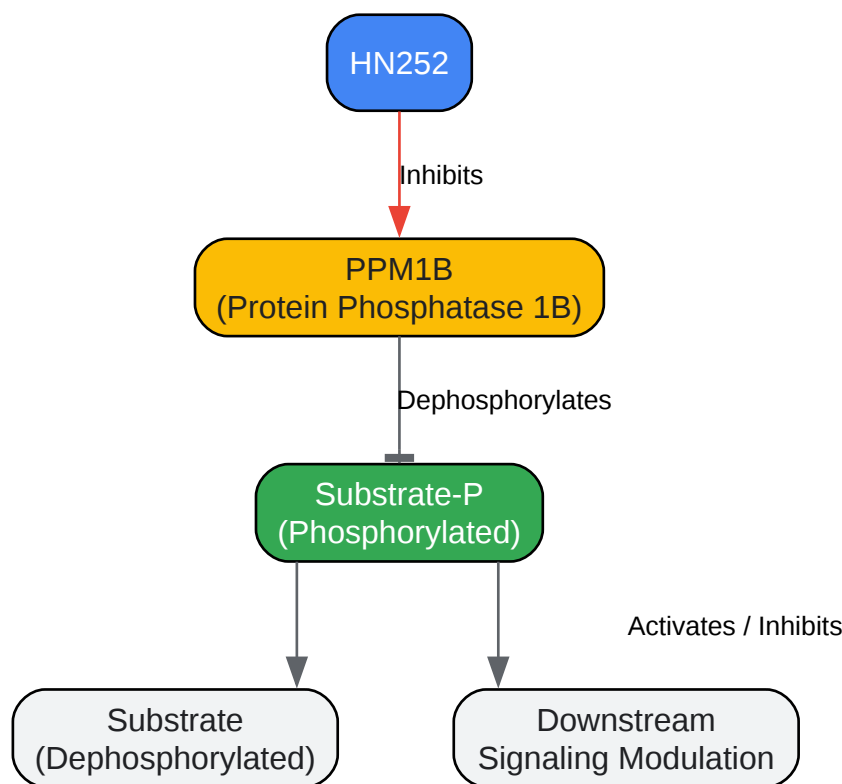 HN252
Inhibits
PPM1B
(Protein Phosphatase 1B)
Dephosphorylates
Substrate-P
(Phosphorylated)
Activates / Inhibits
Substrate
(Dephosphorylated)
Downstream
Signaling Modulation